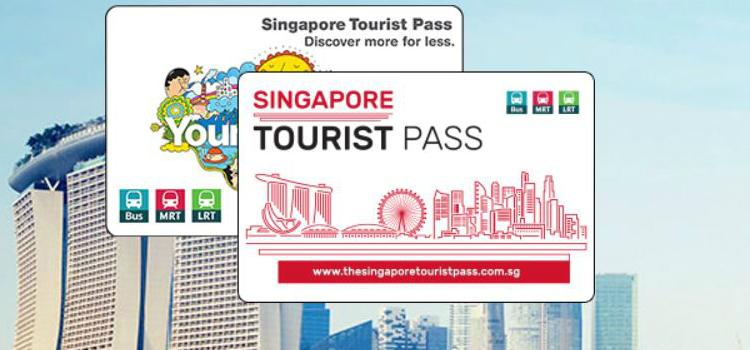 Singapore Tourist Pass
Discover more for less.
Bus MRT LRT
SINGAPORE
TOURIST PASS
Bus MRT LRT
www.thesingaporetouristpass.com.sg